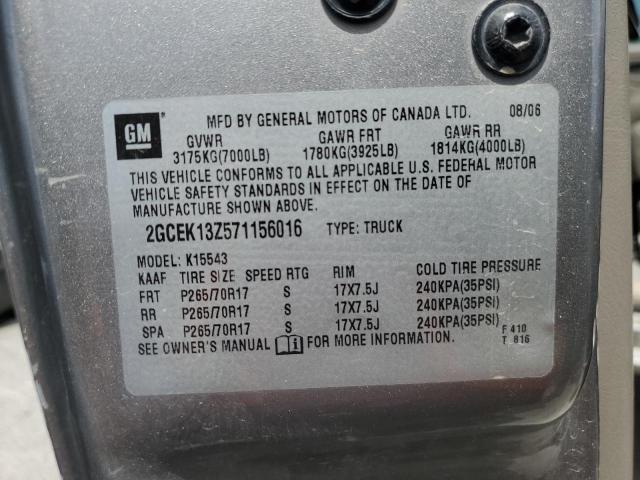 MFD BY GENERAL MOTORS OF CANADA LTD. 08/06
GM
GVWR GAWR FRT GAWR RR
3175KG(7000LB) 1780KG(3925LB) 1814KG(4000LB)
THIS VEHICLE CONFORMS TO ALL APPLICABLE U.S. FEDERAL MOTOR
VEHICLE SAFETY STANDARDS IN EFFECT ON THE DATE OF
MANUFACTURE SHOWN ABOVE.
2GCEK13Z571156016 TYPE: TRUCK
MODEL: K15543
KAAF TIRE SIZE SPEED RTG RIM COLD TIRE PRESSURE
FRT P265/70R17 S 17X7.5J 240KPA(35PSI)
RR P265/70R17 S 17X7.5J 240KPA(35PSI)
SPA P265/70R17 S 17X7.5J 240KPA(35PSI)
SEE OWNER'S MANUAL FOR MORE INFORMATION.
F 410
T 816